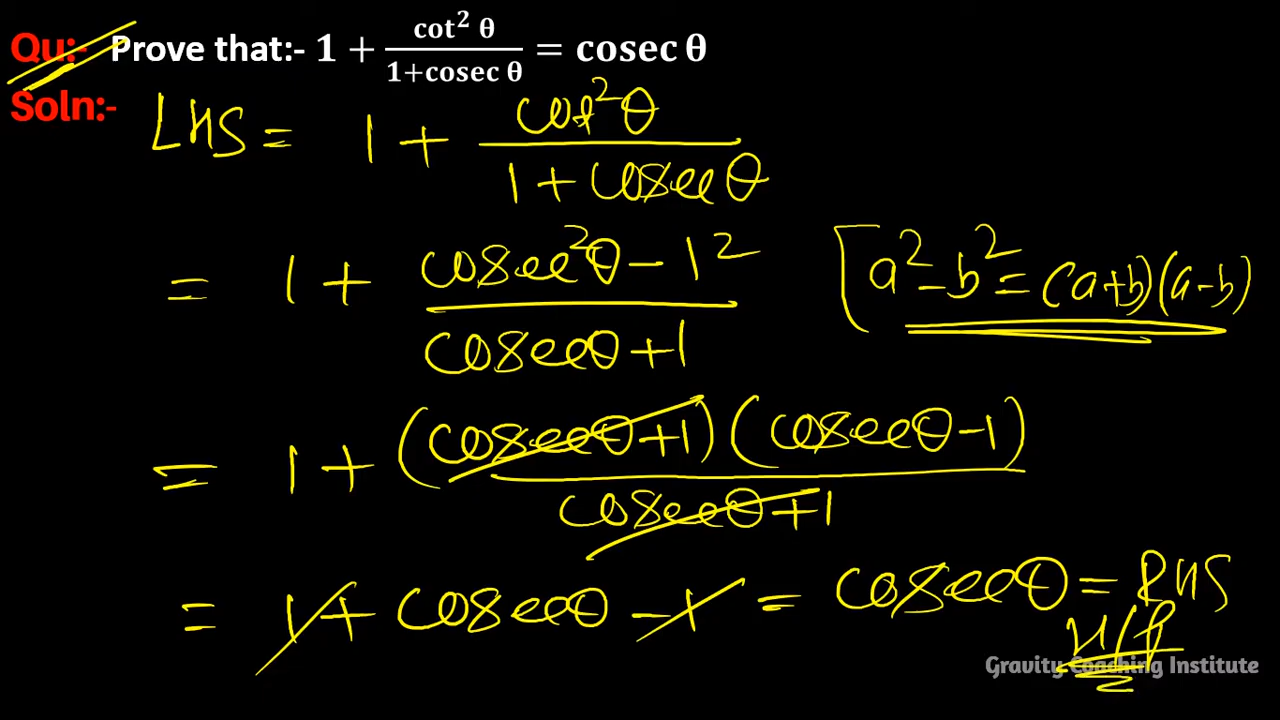 Qu:- Prove that:- 1 + cot² θ / 1+cosec θ = cosec θ
Soln:- LHS = 1 + cot²θ / 1 + cosecθ
= 1 + cosec²θ - 1² / cosecθ + 1 [a² - b² = (a+b)(a-b)
= 1 + (cosecθ+1)(cosecθ-1) / cosecθ+1
= 1 + cosecθ - 1 = cosecθ = RHS
H/P
Gravity Coaching Institute